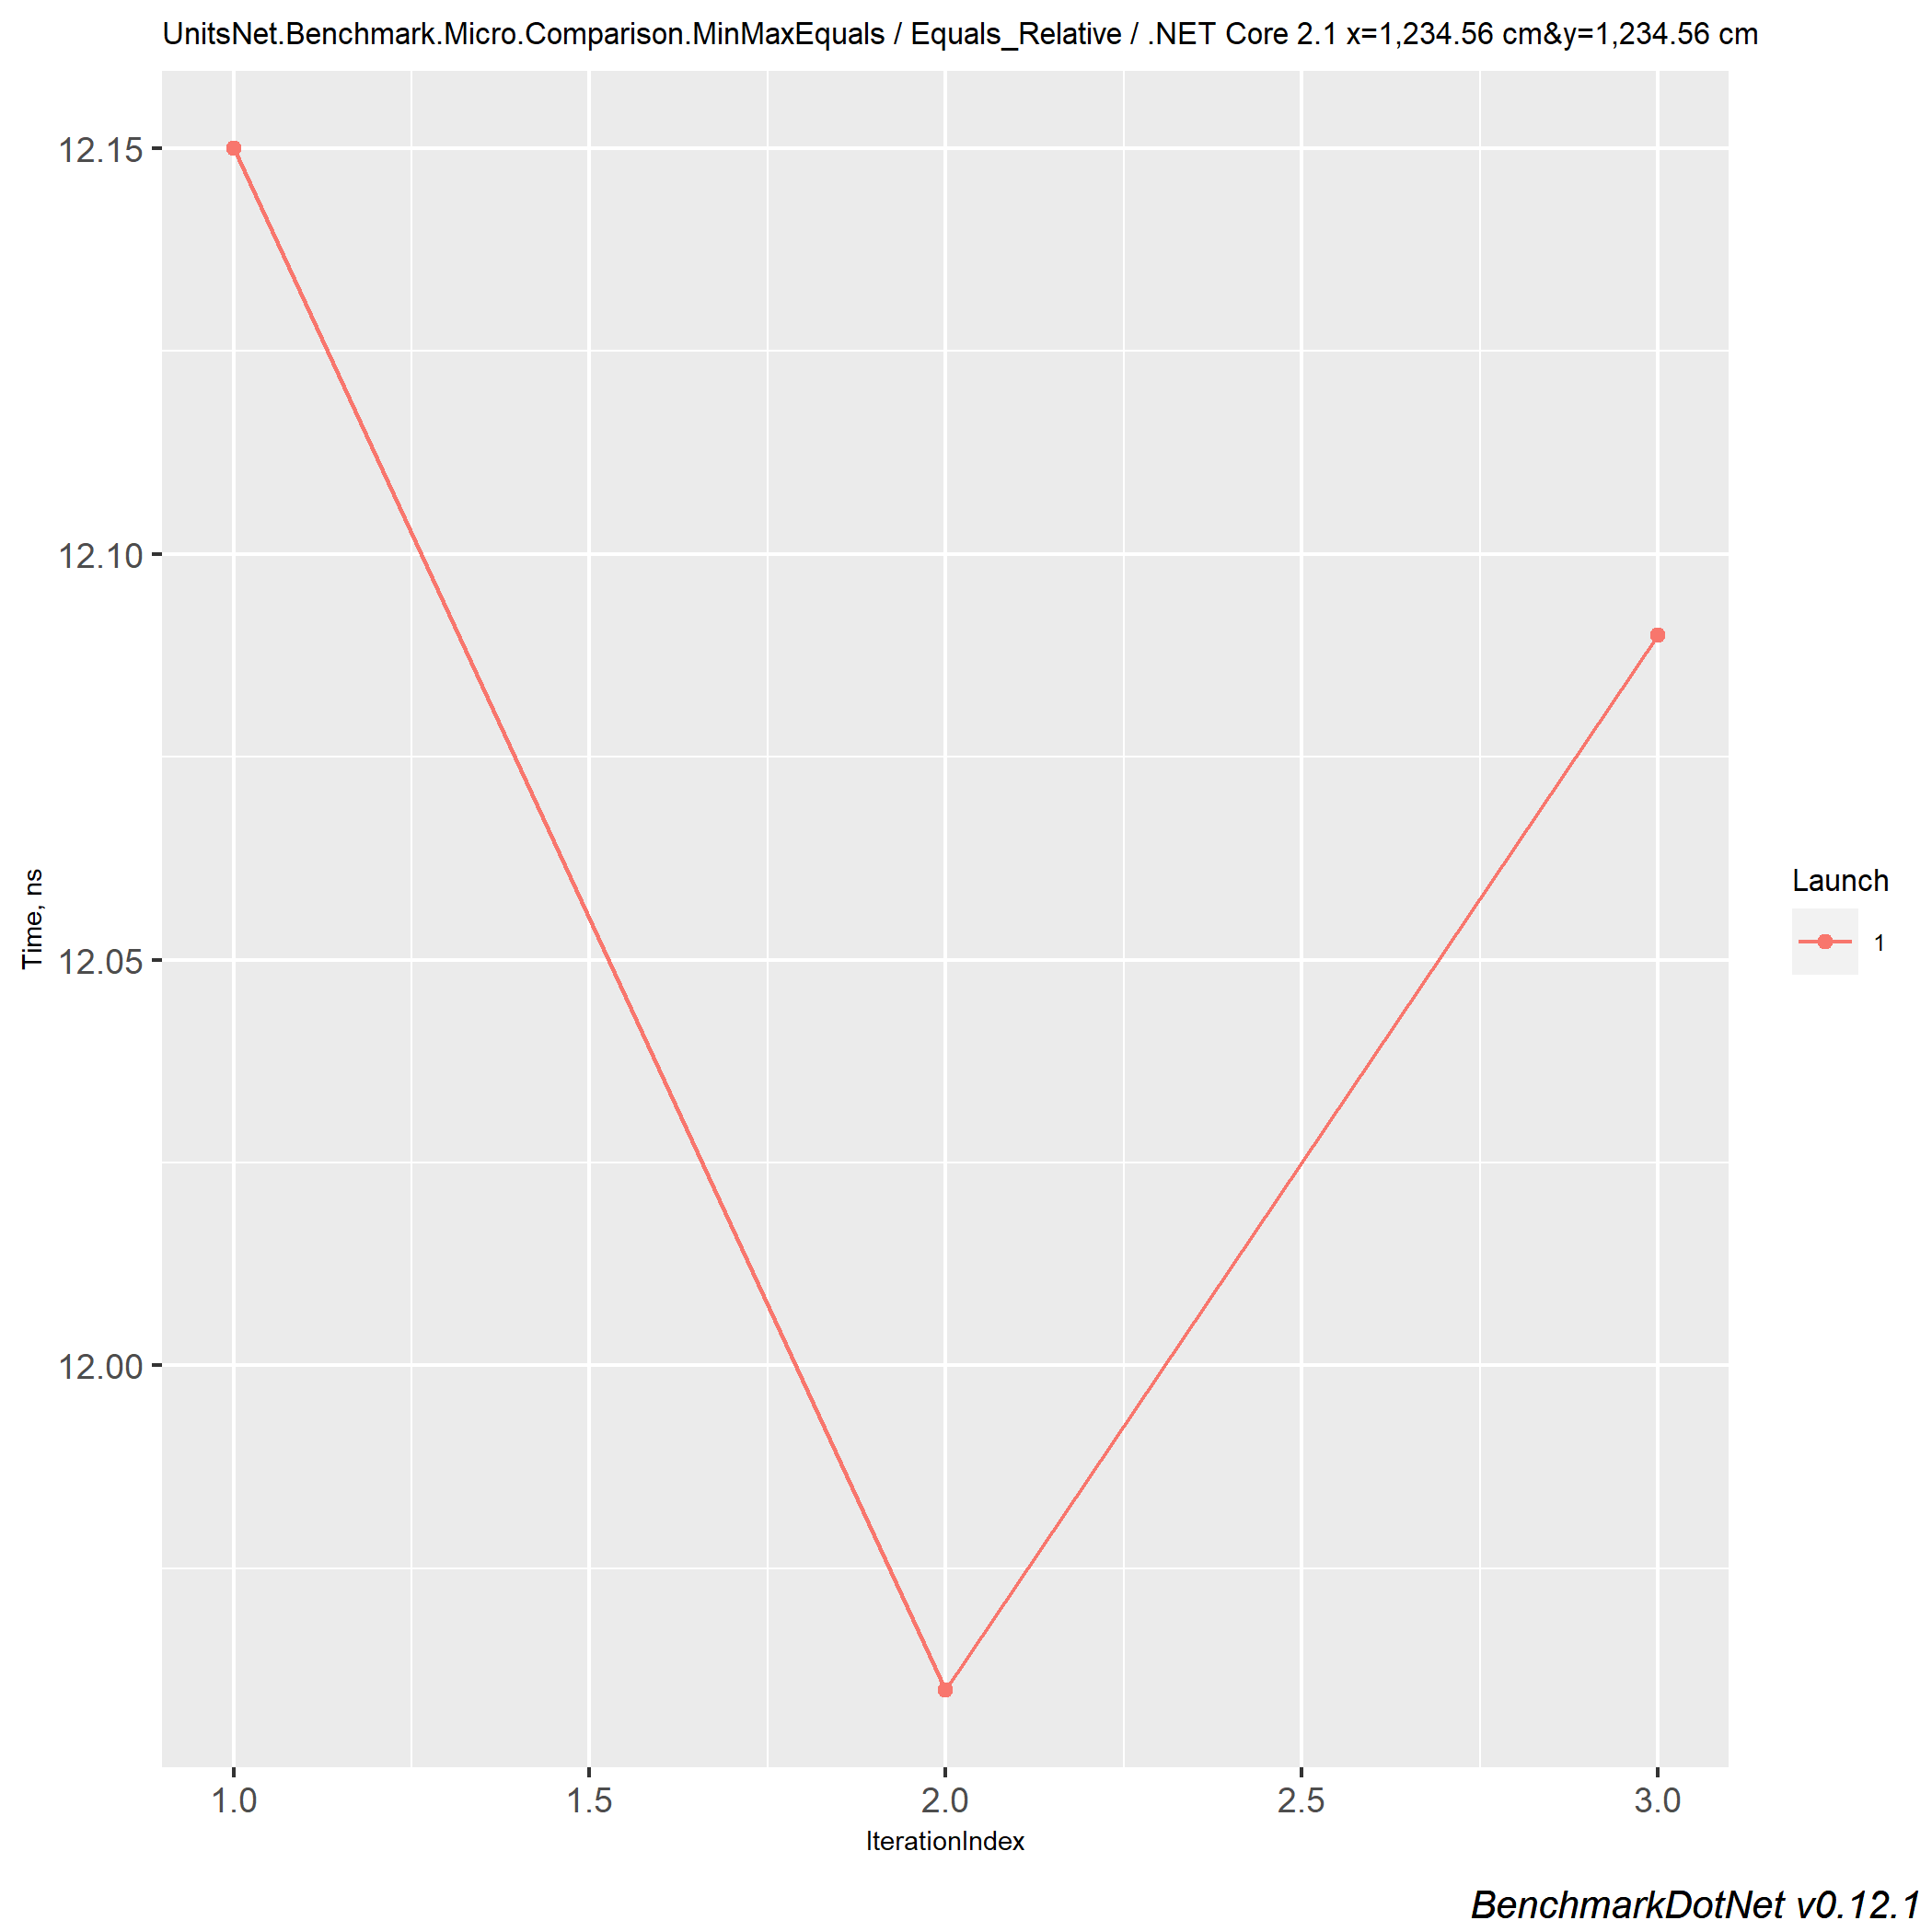 UnitsNet.Benchmark.Micro.Comparison.MinMaxEquals / Equals_Relative / .NET Core 2.1 x=1,234.56 cm&y=1,234.56 cm
12.15
12.10
12.05
12.00
Time, ns
1.0 1.5 2.0 2.5 3.0
IterationIndex
Launch
1
BenchmarkDotNet v0.12.1